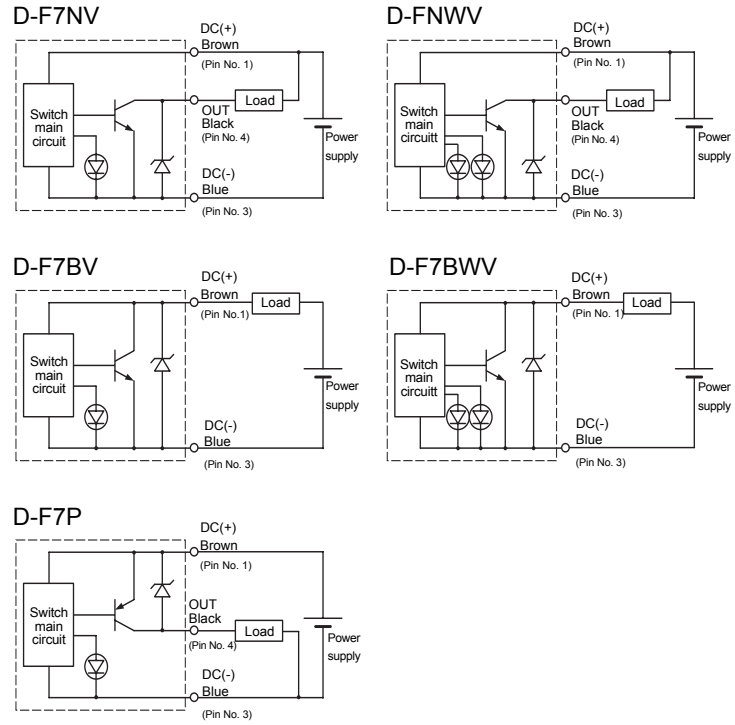 D-F7NV
DC(+)
Brown
(Pin No. 1)
Switch
main
circuit
OUT
Black
(Pin No. 4)
Load
Power
supply
DC(-)
Blue
(Pin No. 3)
D-FNWV
DC(+)
Brown
(Pin No. 1)
Switch
main
circuitt
OUT
Black
(Pin No. 4)
Load
Power
supply
DC(-)
Blue
(Pin No. 3)
D-F7BV
DC(+)
Brown
(Pin No.1)
Load
Switch
main
circuit
Power
supply
DC(-)
Blue
(Pin No. 3)
D-F7BWV
DC(+)
Brown
(Pin No. 1)
Load
Switch
main
circuitt
Power
supply
DC(-)
Blue
(Pin No. 3)
D-F7P
DC(+)
Brown
(Pin No. 1)
Switch
main
circuit
OUT
Black
(Pin No. 4)
Load
Power
supply
DC(-)
Blue
(Pin No. 3)